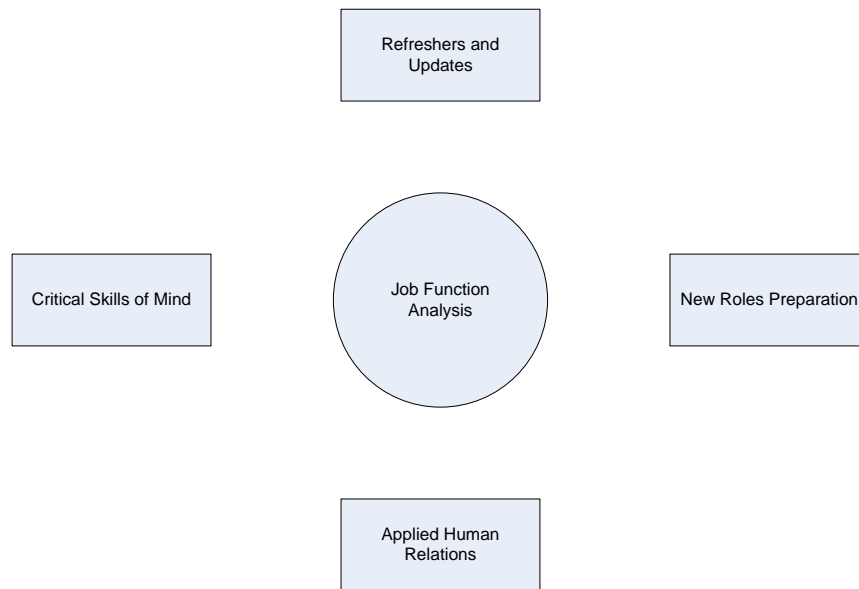 Refreshers and
Updates
Critical Skills of Mind
Job Function
Analysis
New Roles Preparation
Applied Human
Relations